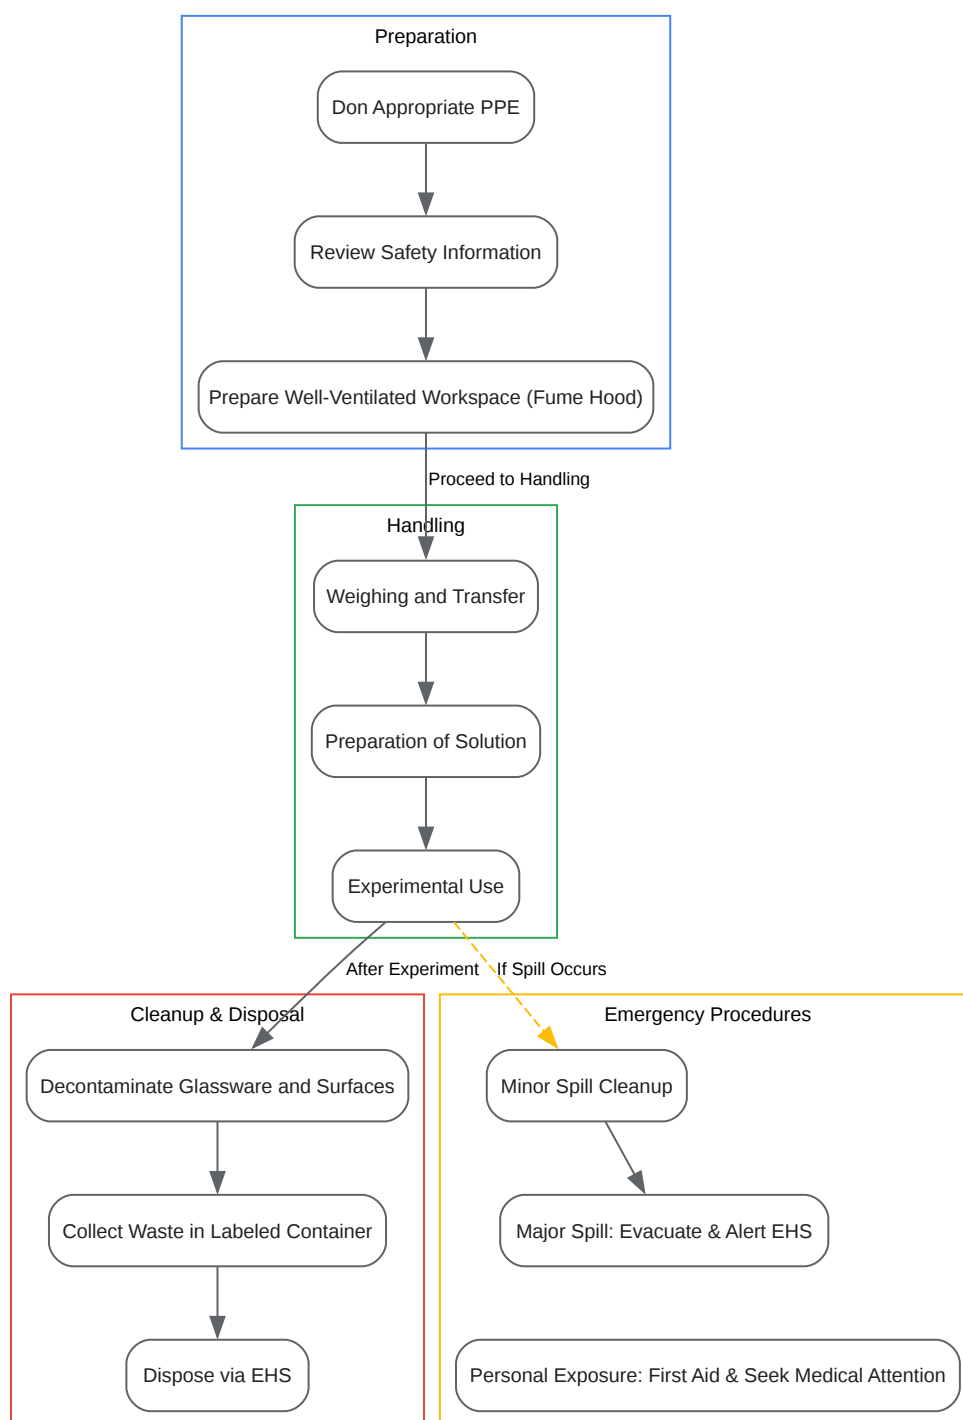 Preparation
Don Appropriate PPE
Review Safety Information
Prepare Well-Ventilated Workspace (Fume Hood)
Proceed to Handling
Handling
Weighing and Transfer
Preparation of Solution
Experimental Use
After Experiment
If Spill Occurs
Cleanup & Disposal
Decontaminate Glassware and Surfaces
Collect Waste in Labeled Container
Dispose via EHS
Emergency Procedures
Minor Spill Cleanup
Major Spill: Evacuate & Alert EHS
Personal Exposure: First Aid & Seek Medical Attention